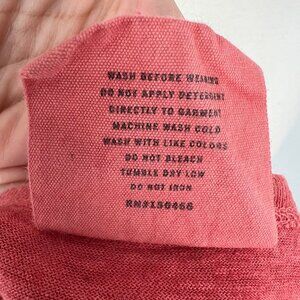 WASH BEFORE WEARING
DO NOT APPLY DETERGENT
DIRECTLY TO GARMENT
MACHINE WASH COLD
WASH WITH LIKE COLORS
DO NOT BLEACH
TUMBLE DRY LOW
DO NOT IRON
RN#156466